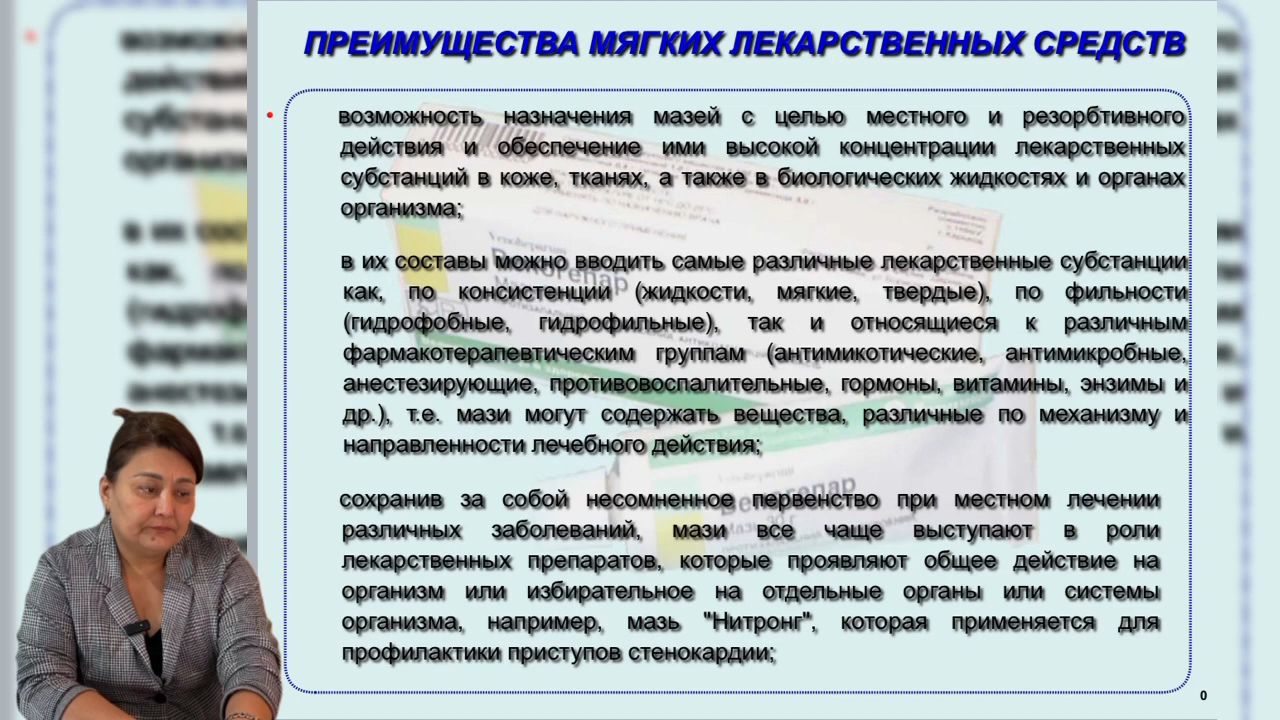 ПРЕИМУЩЕСТВА МЯГКИХ ЛЕКАРСТВЕННЫХ СРЕДСТВ
возможность назначения мазей с целью местного и резорбтивного
действия и обеспечение ими высокой концентрации лекарственных
субстанций в коже, тканях, а также в биологических жидкостях и органах
организма;
в их составы можно вводить самые различные лекарственные субстанции
как, по консистенции (жидкости, мягкие, твердые), по фильности
(гидрофобные, гидрофильные), так и относящиеся к различным
фармакотерапевтическим группам (антимикотические, антимикробные,
анестезирующие, противовоспалительные, гормоны, витамины, энзимы и
др.), т.е. мази могут содержать вещества, различные по механизму и
направленности лечебного действия;
сохранив за собой несомненное первенство при местном лечении
различных заболеваний, мази все чаще выступают в роли
лекарственных препаратов, которые проявляют общее действие на
организм или избирательное на отдельные органы или системы
организма, например, мазь "Нитронг", которая применяется для
профилактики приступов стенокардии;
0